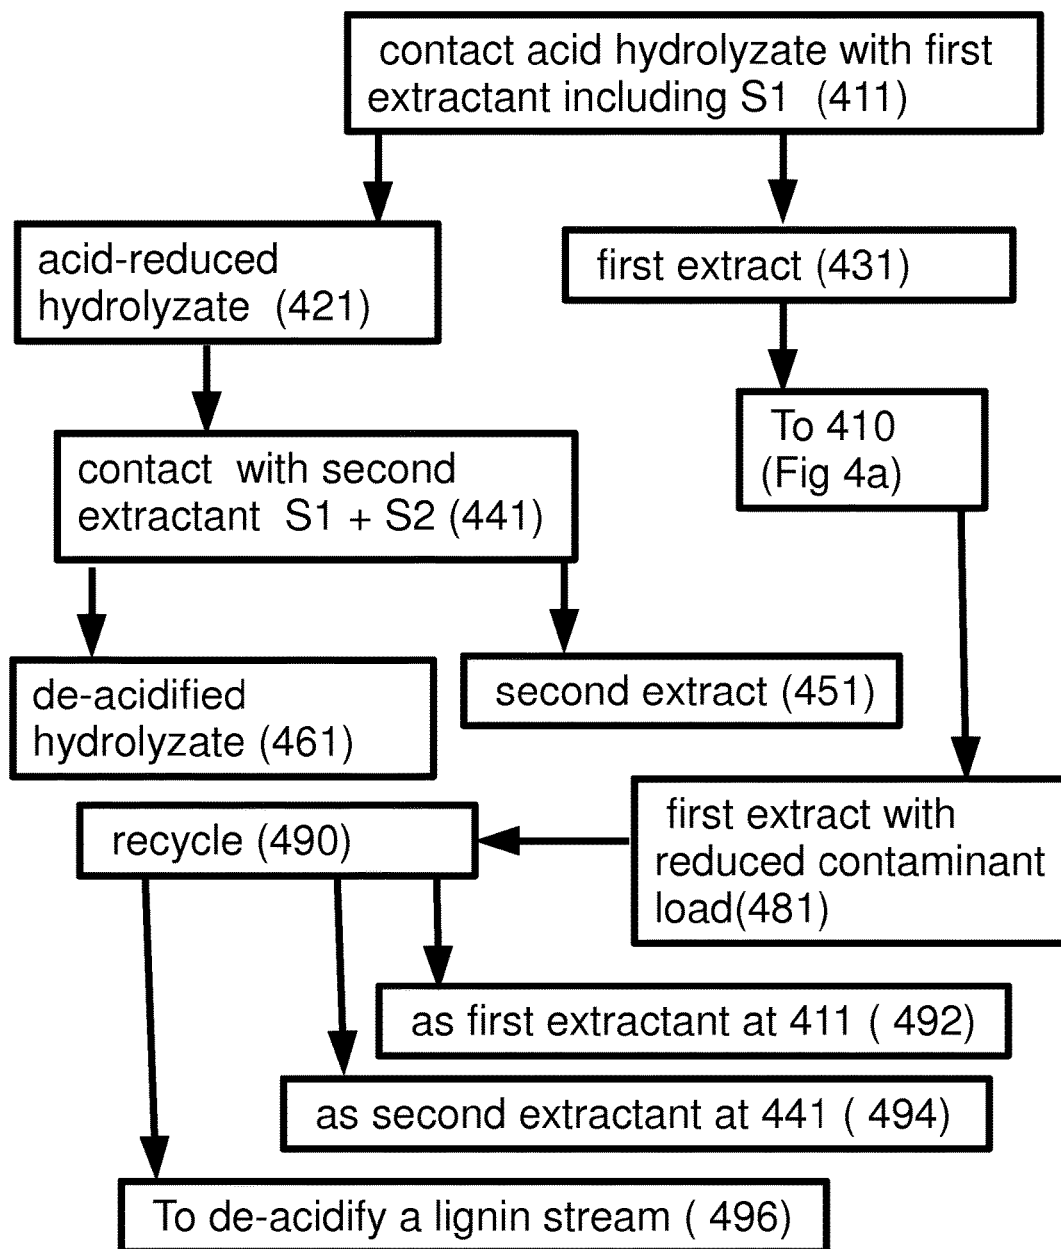 contact acid hydrolyzate with first
extractant including S1 (411)
acid-reduced
hydrolyzate (421)
first extract (431)
To 410
(Fig 4a)
contact with second
extractant S1 + S2 (441)
de-acidified
hydrolyzate (461)
second extract (451)
first extract with
reduced contaminant
load(481)
recycle (490)
as first extractant at 411 ( 492)
as second extractant at 441 ( 494)
To de-acidify a lignin stream ( 496)